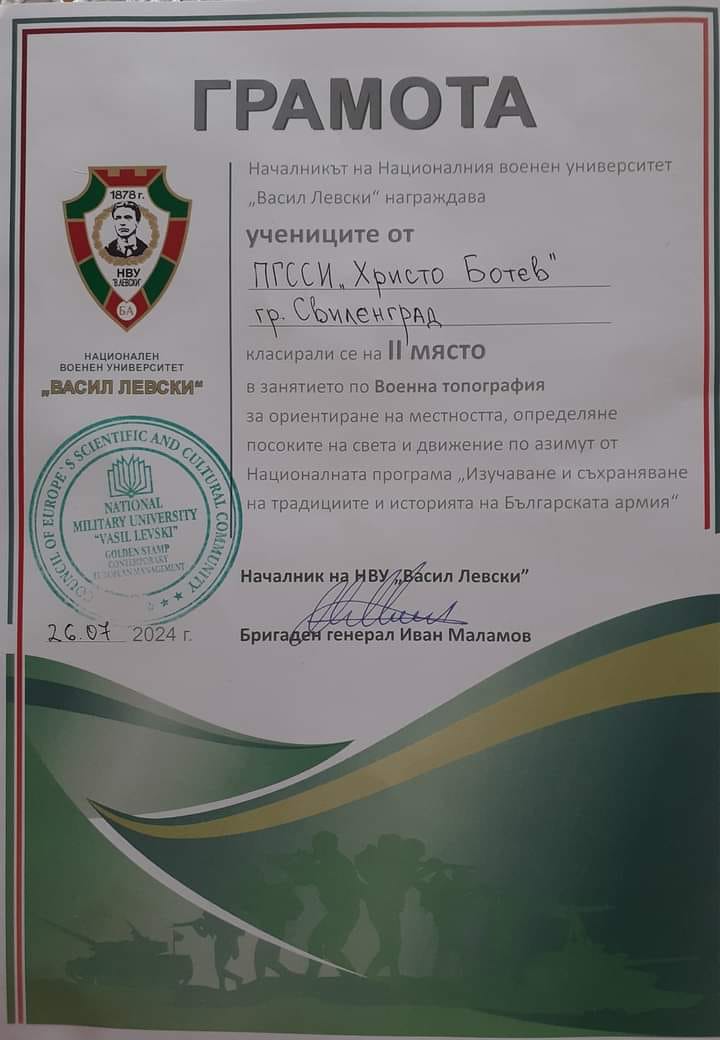 ГРАМОТА
Началникът на Националния военен университет
„Васил Левски“ награждава
учениците от
ПГССИ „Христо Ботев"
гр. Свиленград
класирали се на II място
в занятието по Военна топография
за ориентиране на местността, определяне
посоките на света и движение по азимут от
Националната програма „Изучаване и съхраняване
на традициите и историята на Българската армия“
1878 г.
НВУ
"В.ЛЕВСКИ"
БА
НАЦИОНАЛЕН
ВОЕНЕН УНИВЕРСИТЕТ
„ВАСИЛ ЛЕВСКИ“
COUNCIL OF EUROPE`S SCIENTIFIC AND CULTURAL COMMUNITY
NATIONAL
MILITARY UNIVERSITY
"VASIL LEVSKI"
GOLDEN STAMP
CONTEMPORARY
EUROPEAN MANAGEMENT
Началник на НВУ „Васил Левски”
26.07 2024 г.
Бригаден генерал Иван Маламов